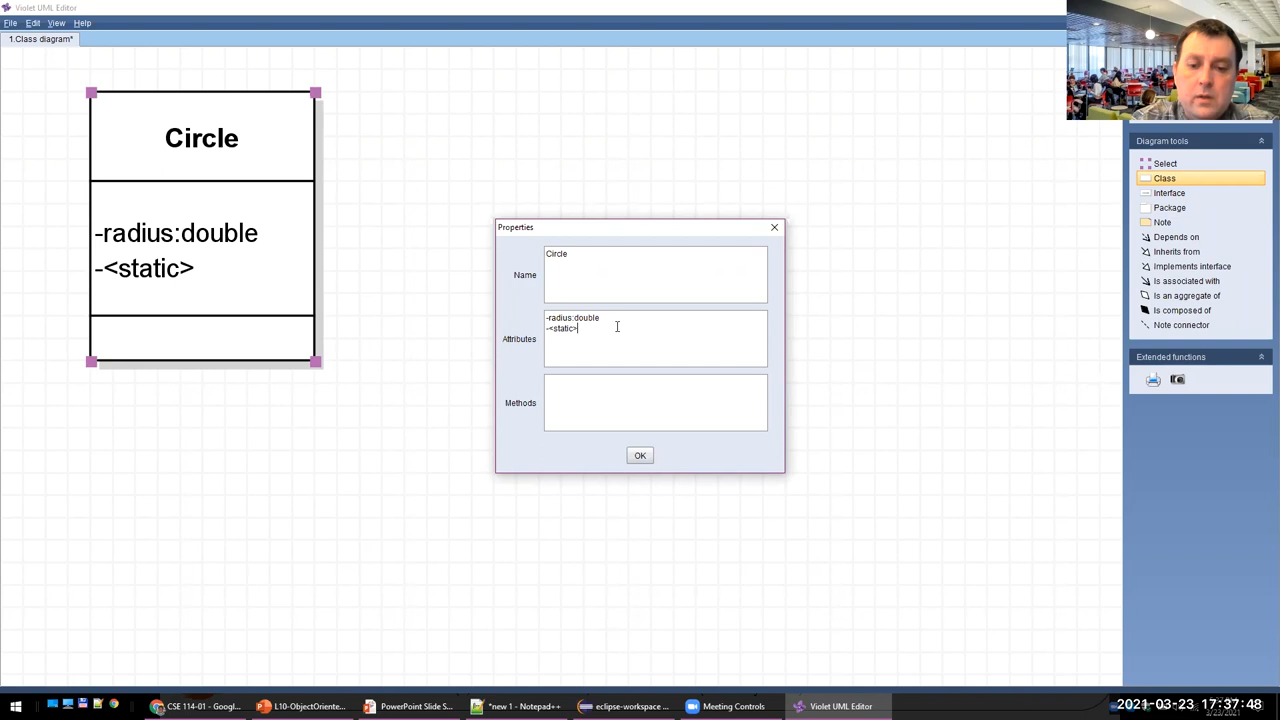 Violet UML Editor
File Edit View Help
1.Class diagram*
Circle
-radius:double
-<static>
Properties
Name
Circle
Attributes
-radius:double
-<static>
Methods
OK
Diagram tools
Select
Class
Interface
Package
Note
Depends on
Inherits from
Implements interface
Is associated with
Is an aggregate of
Is composed of
Note connector
Extended functions
CSE 114-01 - Googl...
L10-ObjectOriente...
PowerPoint Slide S...
*new 1 - Notepad++
eclipse-workspace ...
Meeting Controls
Violet UML Editor
2021-03-23 17:37:48